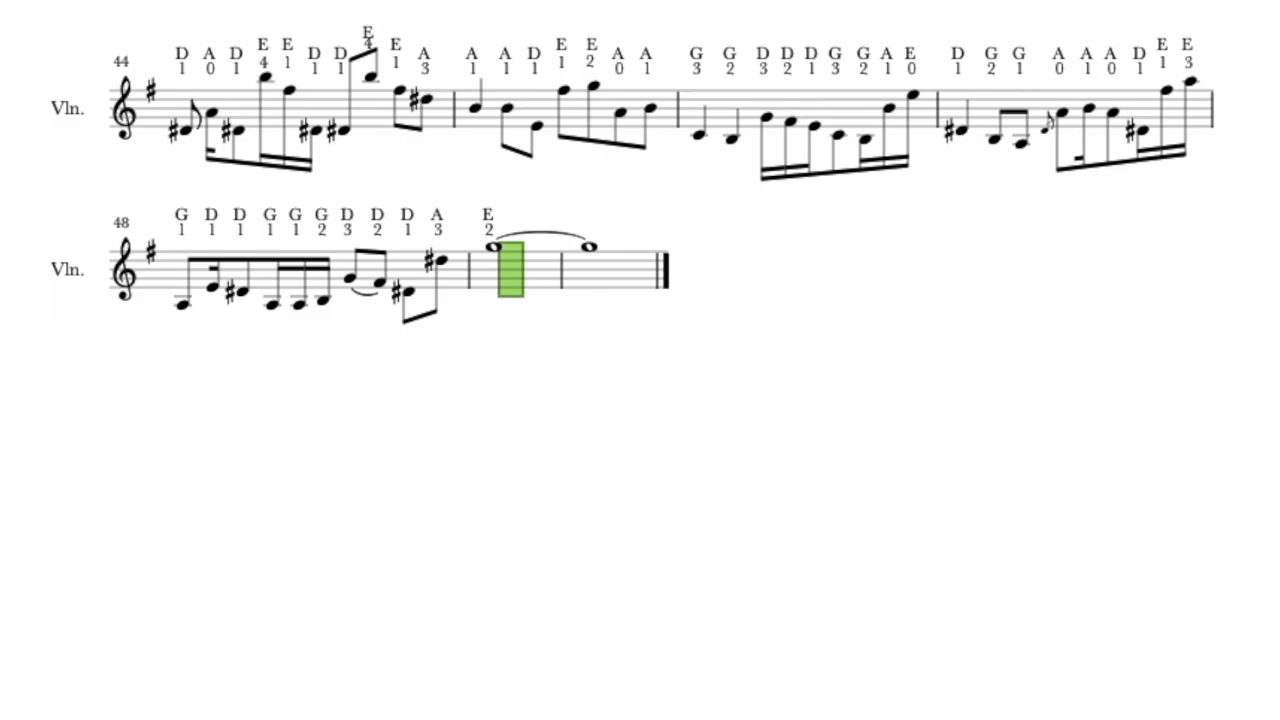 D A D E E D D E E A A A D E E A A G G D D D G G A E D G G A A A D E E
44 1 0 1 4 1 1 1 4 1 3 1 1 1 1 2 0 1 3 2 3 2 1 3 2 1 0 1 2 1 0 1 0 1 1 3
Vln.
G D D G G G D D D A E
48 1 1 1 1 1 2 3 2 1 3 2
Vln.